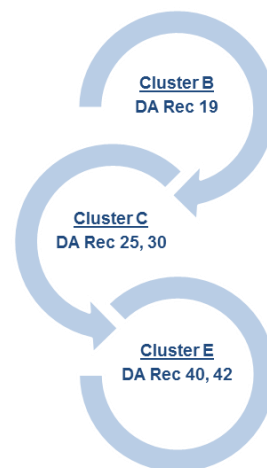 Cluster B
DA Rec 19
Cluster C
DA Rec 25, 30
Cluster E
DA Rec 40, 42